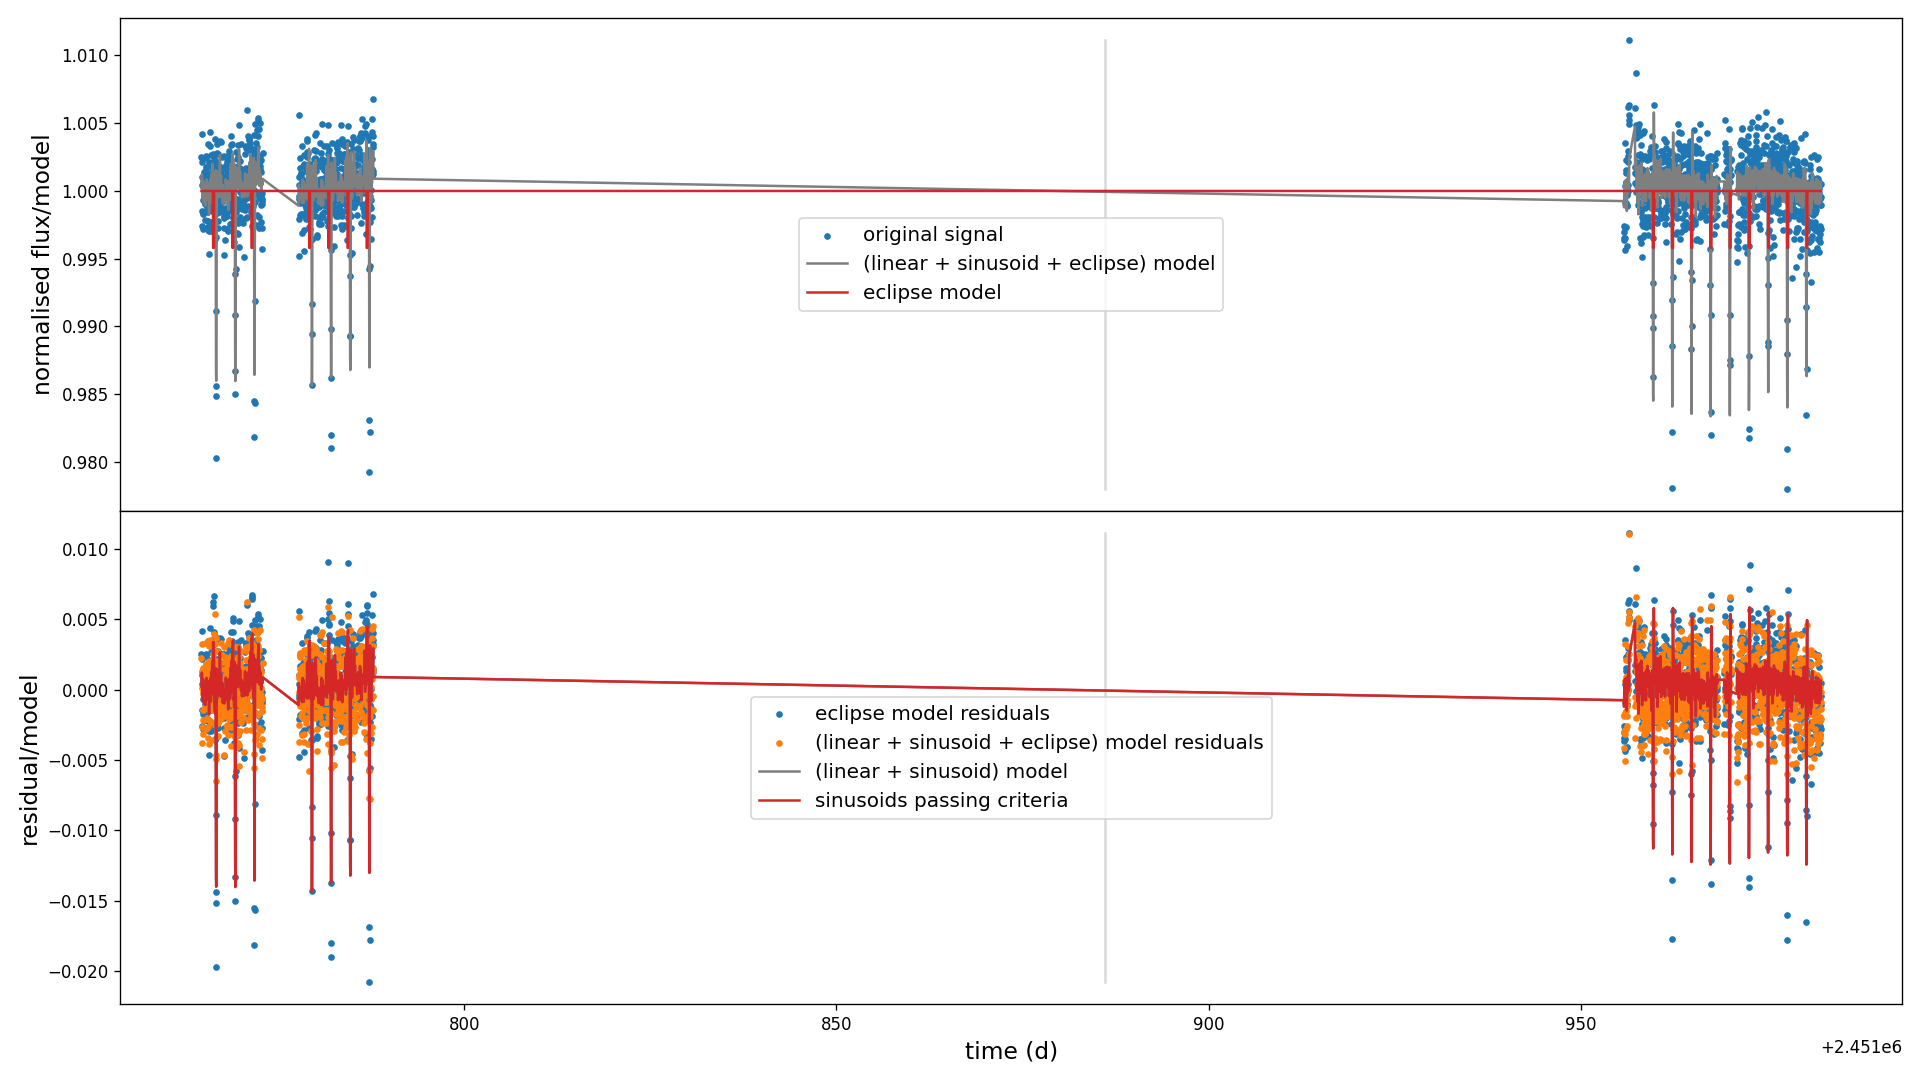 1.010
1.005
1.000
0.995
0.990
0.985
0.980
normalised flux/model
original signal
(linear + sinusoid + eclipse) model
eclipse model
0.010
0.005
0.000
−0.005
−0.010
−0.015
−0.020
residual/model
eclipse model residuals
(linear + sinusoid + eclipse) model residuals
(linear + sinusoid) model
sinusoids passing criteria
800
850
900
950
time (d)
+2.451e6